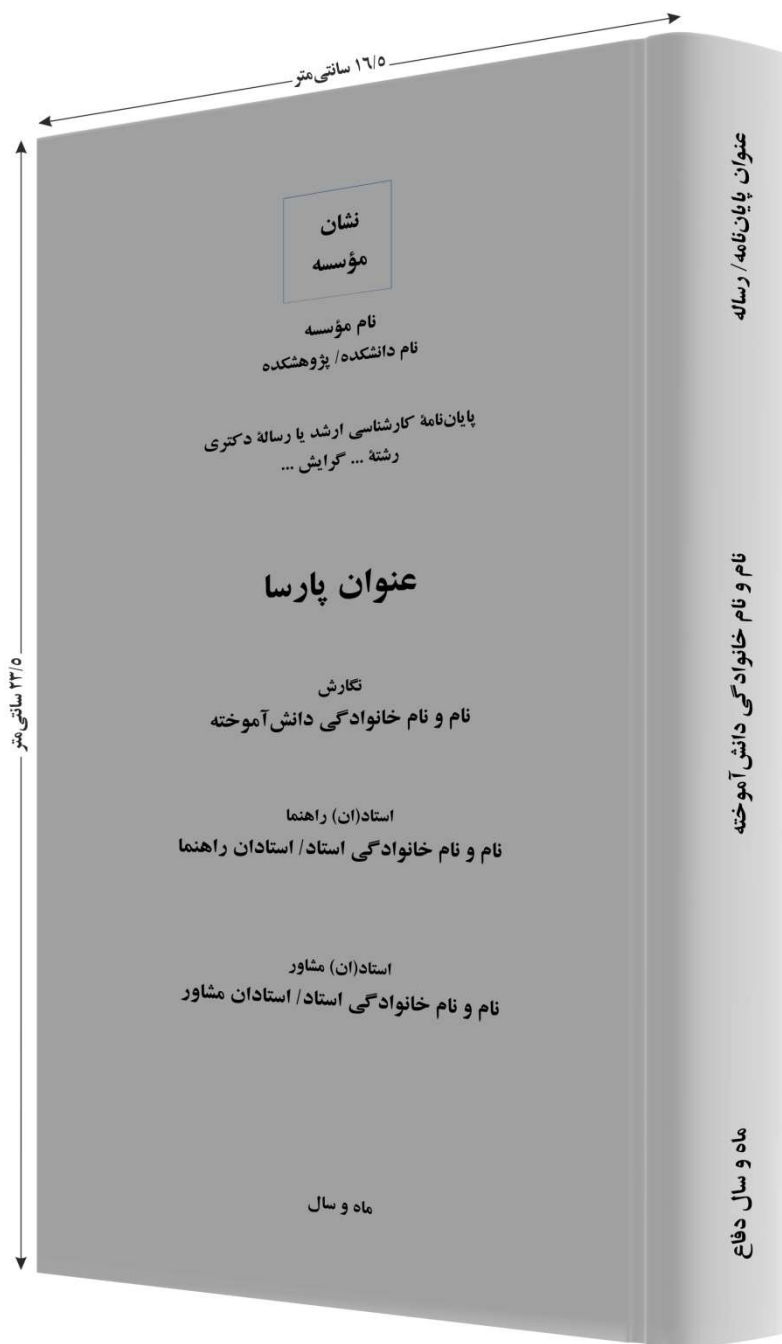 ۱۶/۵ سانتی‌متر
۲۳/۵ سانتی‌متر
نشان
مؤسسه
نام مؤسسه
نام دانشکده/ پژوهشکده
پایان‌نامۀ کارشناسی ارشد یا رسالۀ دکتری
رشتۀ ... گرایش ...
عنوان پارسا
نگارش
نام و نام خانوادگی دانش‌آموخته
استاد(ان) راهنما
نام و نام خانوادگی استاد/ استادان راهنما
استاد(ان) مشاور
نام و نام خانوادگی استاد/ استادان مشاور
ماه و سال
عنوان پایان‌نامه/ رساله
نام و نام خانوادگی دانش‌آموخته
ماه و سال دفاع